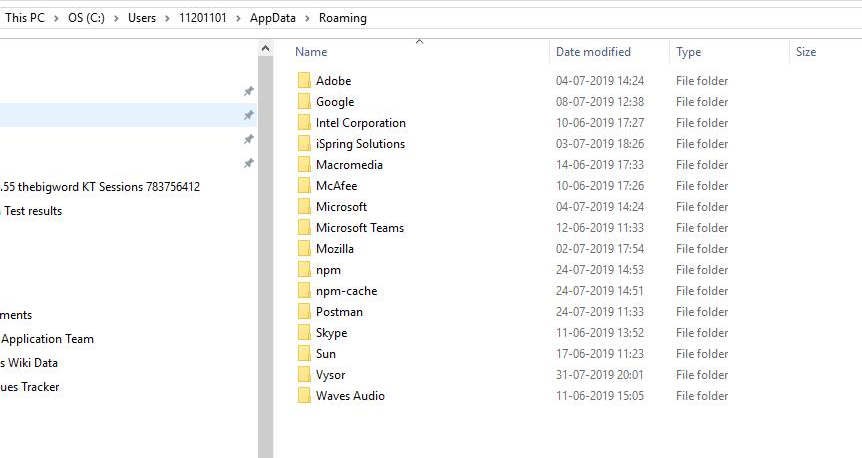 This PC > OS (C:) > Users > 11201101 > AppData > Roaming
Name Date modified Type Size
Adobe 04-07-2019 14:24 File folder
Google 08-07-2019 12:38 File folder
Intel Corporation 10-06-2019 17:27 File folder
iSpring Solutions 03-07-2019 18:26 File folder
Macromedia 14-06-2019 17:33 File folder
McAfee 10-06-2019 17:26 File folder
Microsoft 04-07-2019 14:24 File folder
Microsoft Teams 12-06-2019 11:33 File folder
Mozilla 02-07-2019 17:54 File folder
npm 24-07-2019 14:53 File folder
npm-cache 24-07-2019 14:51 File folder
Postman 24-07-2019 11:33 File folder
Skype 11-06-2019 13:52 File folder
Sun 17-06-2019 11:23 File folder
Vysor 31-07-2019 20:01 File folder
Waves Audio 11-06-2019 15:05 File folder
.55 thebigword KT Sessions 783756412
Test results
ments
Application Team
s Wiki Data
ues Tracker